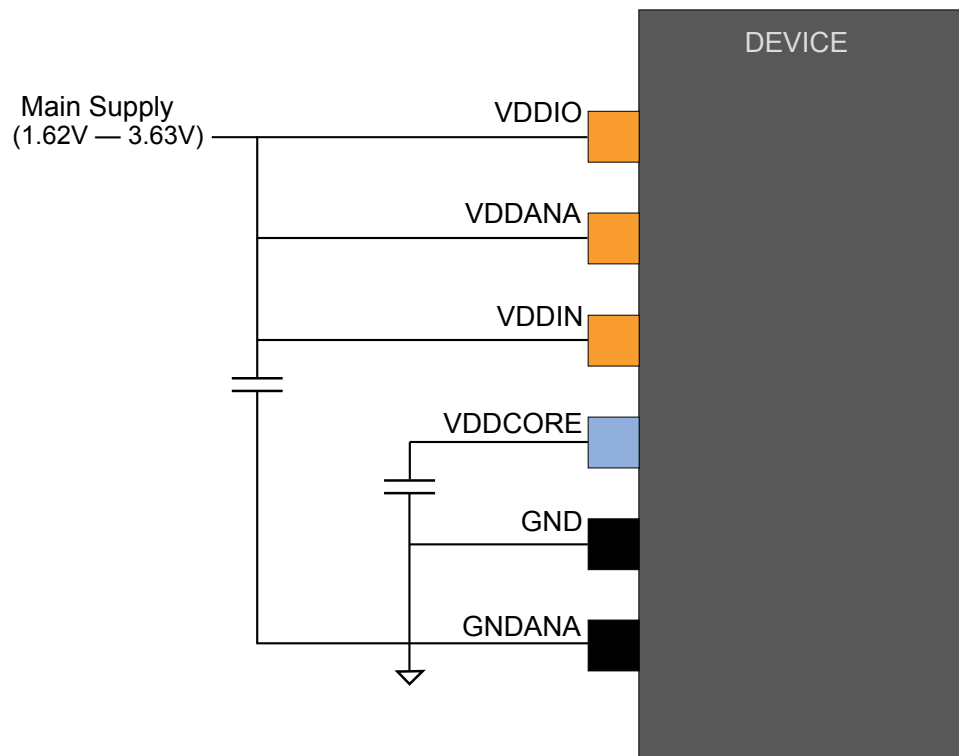 DEVICE
VDDIO
Main Supply
(1.62V — 3.63V)
VDDANA
VDDIN
VDDCORE
GND
GNDANA